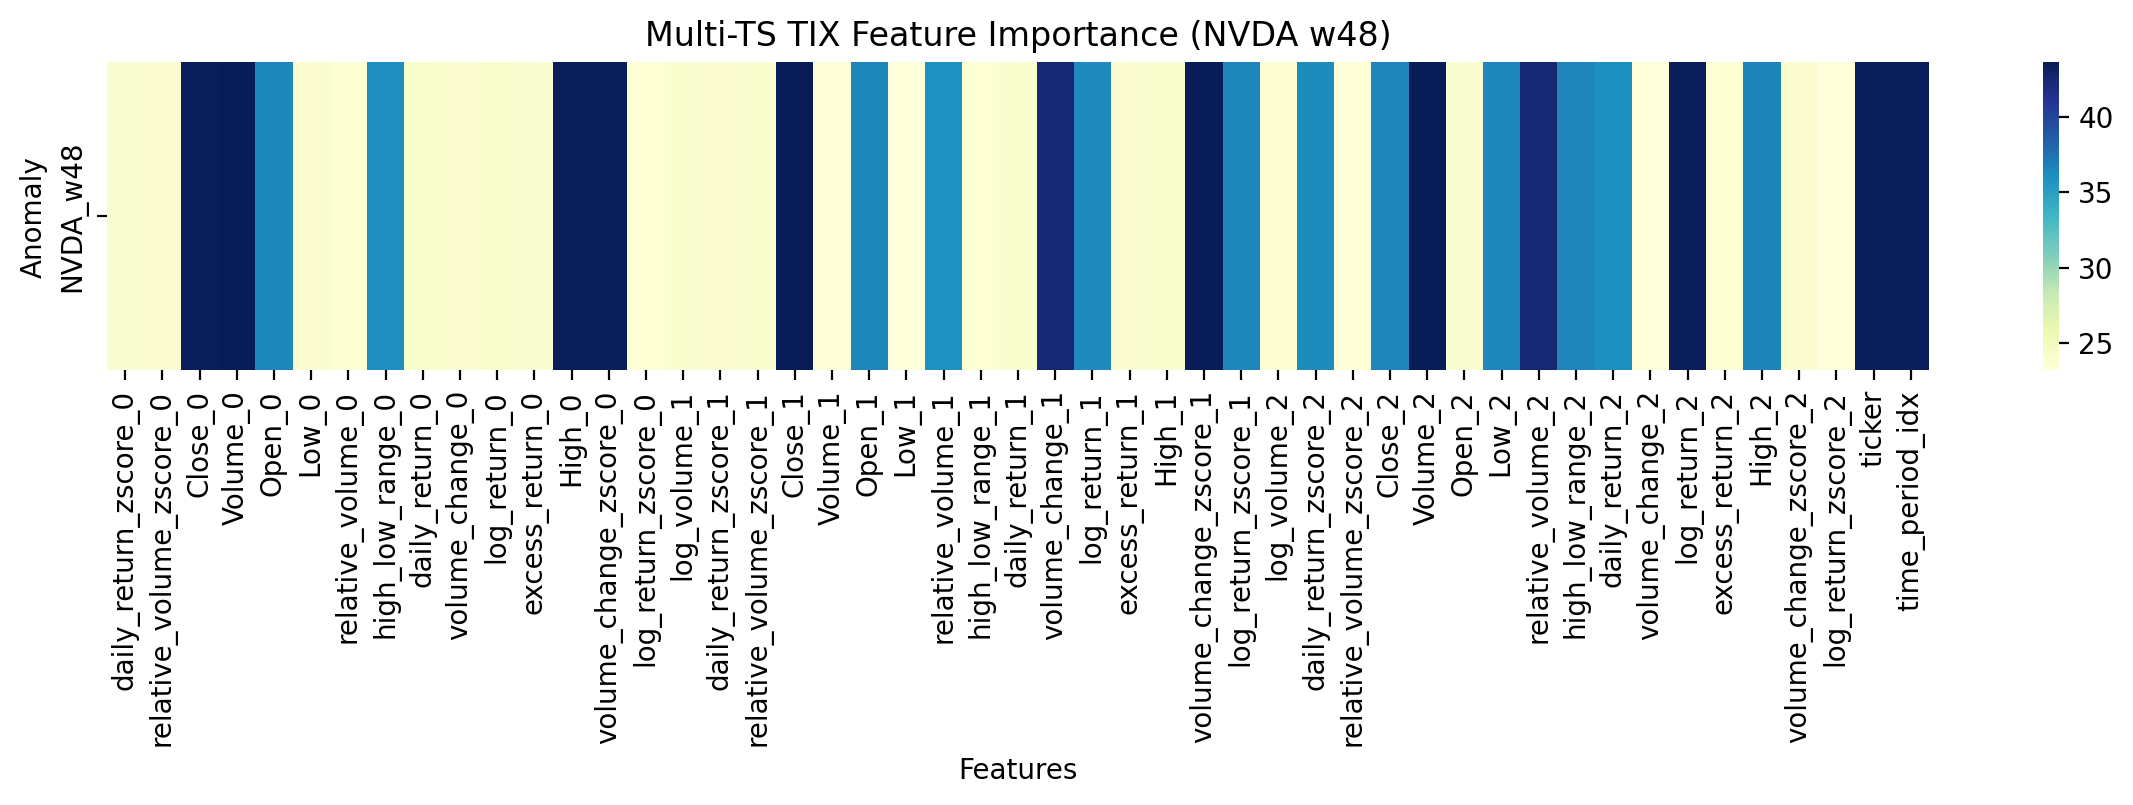 Multi-TS TIX Feature Importance (NVDA w48)
Anomaly
NVDA_w48
40
35
30
25
daily_return_zscore_0
relative_volume_zscore_0
Close_0
Volume_0
Open_0
Low_0
relative_volume_0
high_low_range_0
daily_return_0
volume_change_0
log_return_0
excess_return_0
High_0
volume_change_zscore_0
log_return_zscore_0
log_volume_1
daily_return_zscore_1
relative_volume_zscore_1
Close_1
Volume_1
Open_1
Low_1
relative_volume_1
high_low_range_1
daily_return_1
volume_change_1
log_return_1
excess_return_1
High_1
volume_change_zscore_1
log_return_zscore_1
log_volume_2
daily_return_zscore_2
relative_volume_zscore_2
Close_2
Volume_2
Open_2
Low_2
relative_volume_2
high_low_range_2
daily_return_2
volume_change_2
log_return_2
excess_return_2
High_2
volume_change_zscore_2
log_return_zscore_2
ticker
time_period_idx
Features